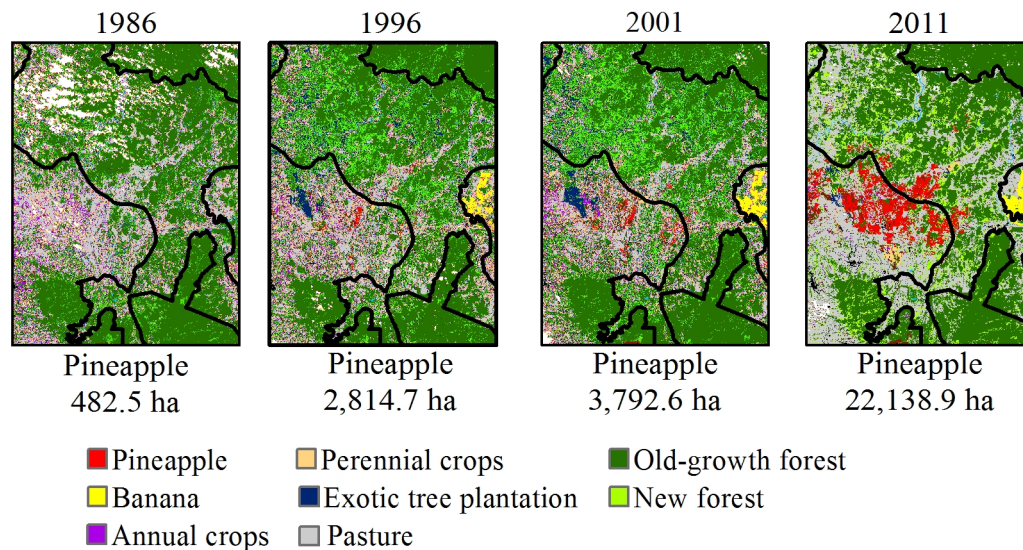 1986 1996 2001 2011
Pineapple Pineapple Pineapple Pineapple
482.5 ha 2,814.7 ha 3,792.6 ha 22,138.9 ha
Pineapple Perennial crops Old-growth forest
Banana Exotic tree plantation New forest
Annual crops Pasture